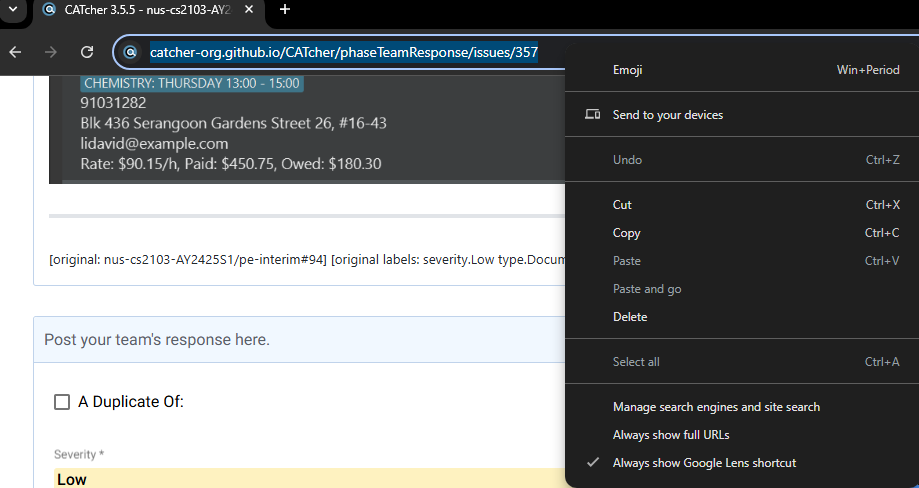 CATcher 3.5.5 - nus-cs2103-AY2
catcher-org.github.io/CATcher/phaseTeamResponse/issues/357
CHEMISTRY: THURSDAY 13:00 - 15:00
91031282
Blk 436 Serangoon Gardens Street 26, #16-43
lidavid@example.com
Rate: $90.15/h, Paid: $450.75, Owed: $180.30
[original: nus-cs2103-AY2425S1/pe-interim#94] [original labels: severity.Low type.Docum
Post your team's response here.
A Duplicate Of:
Severity *
Low
Emoji Win+Period
Send to your devices
Undo Ctrl+Z
Cut Ctrl+X
Copy Ctrl+C
Paste Ctrl+V
Paste and go
Delete
Select all Ctrl+A
Manage search engines and site search
Always show full URLs
Always show Google Lens shortcut